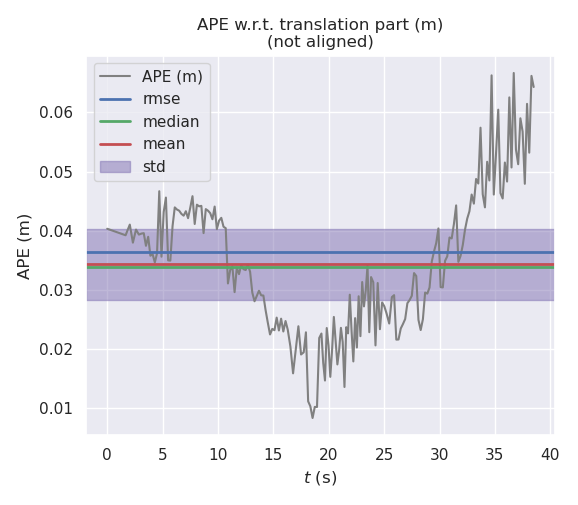 APE w.r.t. translation part (m)
(not aligned)
APE (m)
rmse
median
mean
std
APE (m)
0.06
0.05
0.04
0.03
0.02
0.01
0 5 10 15 20 25 30 35 40
t (s)